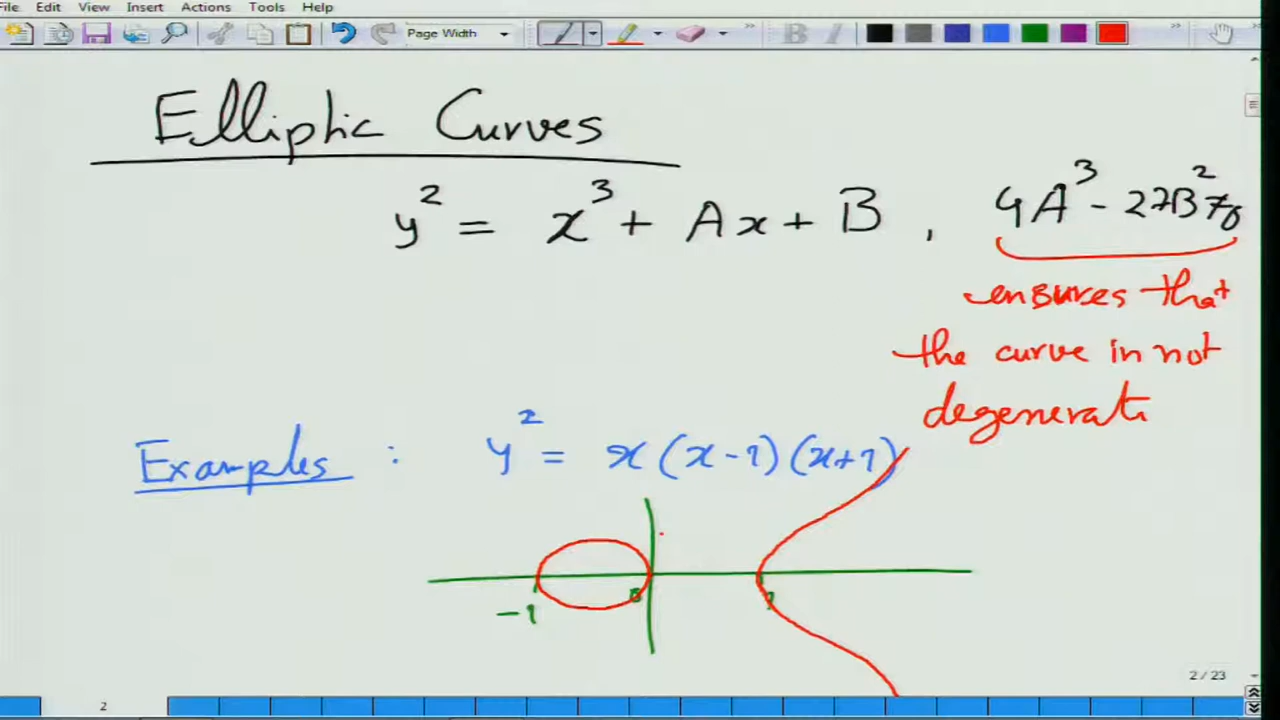 File Edit View Insert Actions Tools Help
Page Width
Elliptic Curves
y² = x³ + Ax + B , 4A³ - 27B² ≠ 0
ensures that
the curve in not
degenerate
Examples : y² = x(x-1)(x+1)
-1 0 1
2 / 23
2